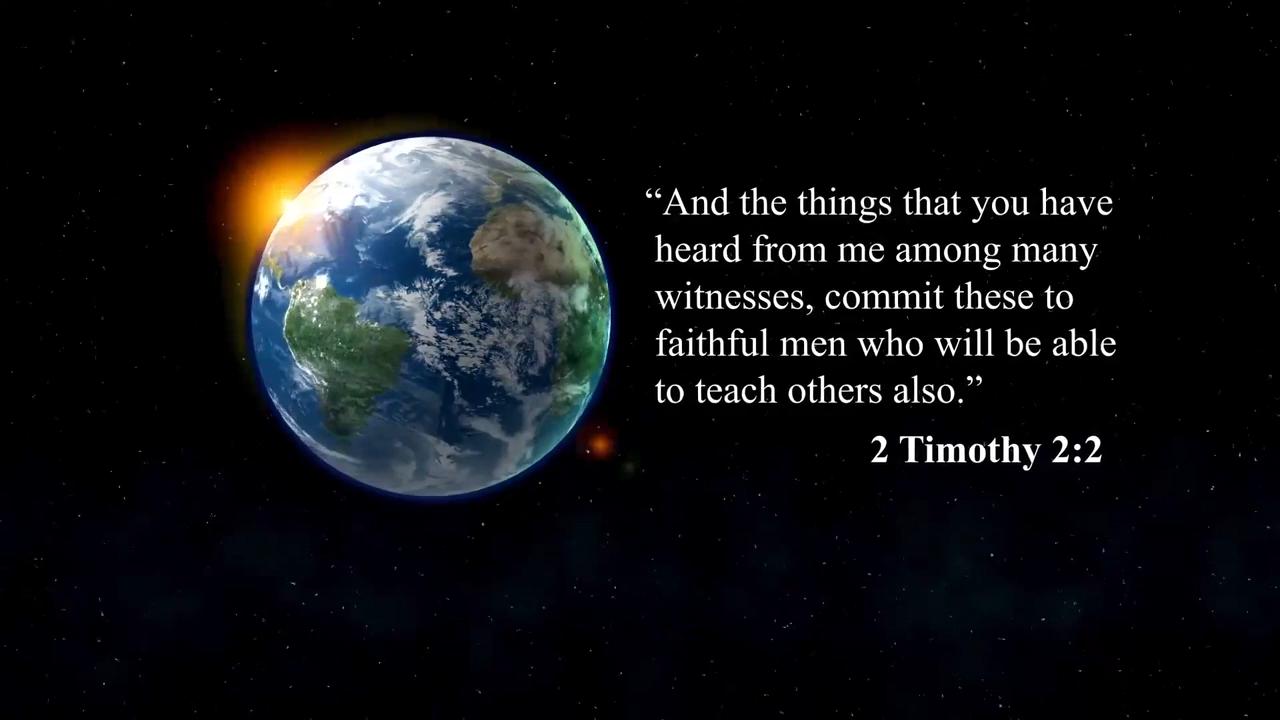 “And the things that you have
heard from me among many
witnesses, commit these to
faithful men who will be able
to teach others also.”
2 Timothy 2:2